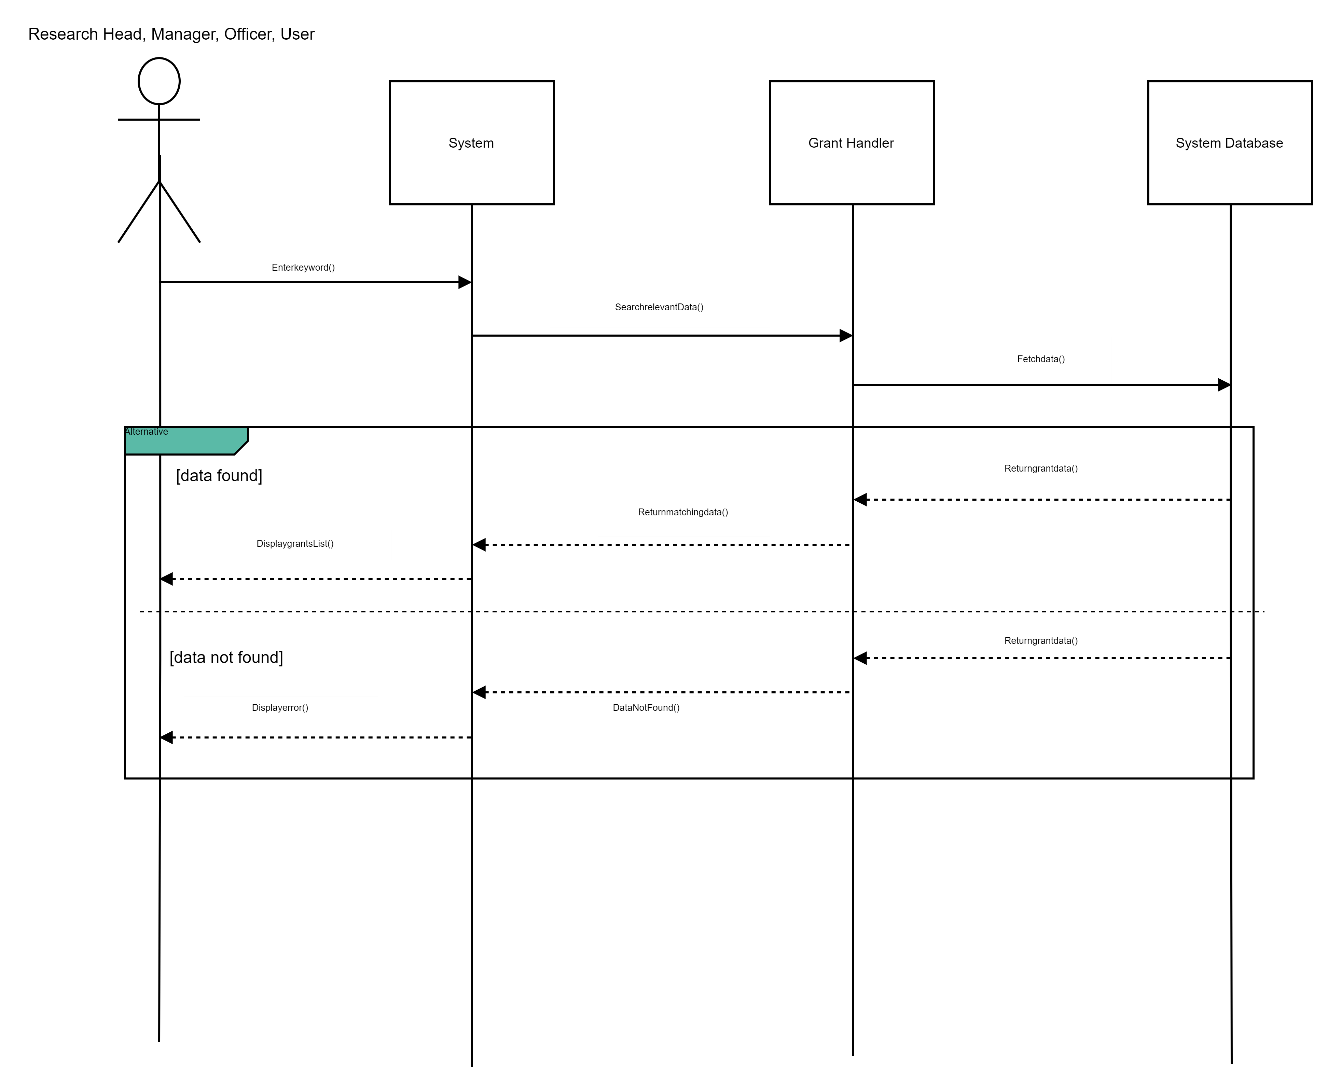 Research Head, Manager, Officer, User
System
Grant Handler
System Database
Enterkeyword()
SearchrelevantData()
Fetchdata()
Alternative
[data found]
Returngrantdata()
Returnmatchingdata()
DisplaygrantsList()
[data not found]
Returngrantdata()
DataNotFound()
Displayerror()